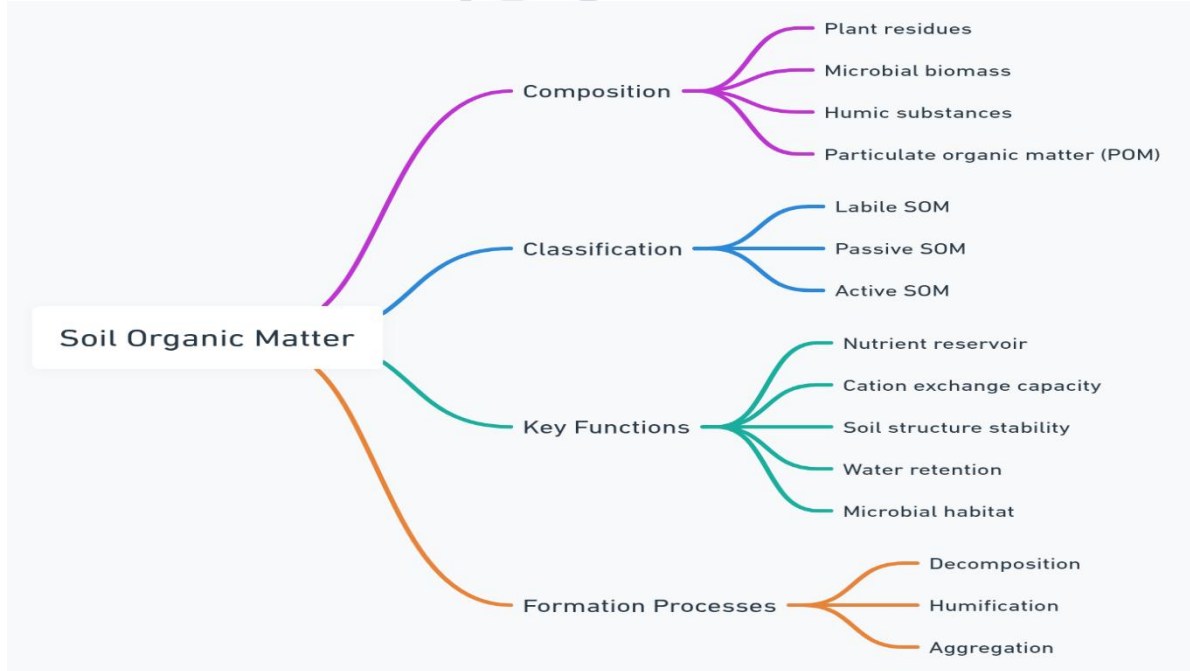 Soil Organic Matter
Composition
Plant residues
Microbial biomass
Humic substances
Particulate organic matter (POM)
Classification
Labile SOM
Passive SOM
Active SOM
Key Functions
Nutrient reservoir
Cation exchange capacity
Soil structure stability
Water retention
Microbial habitat
Formation Processes
Decomposition
Humification
Aggregation